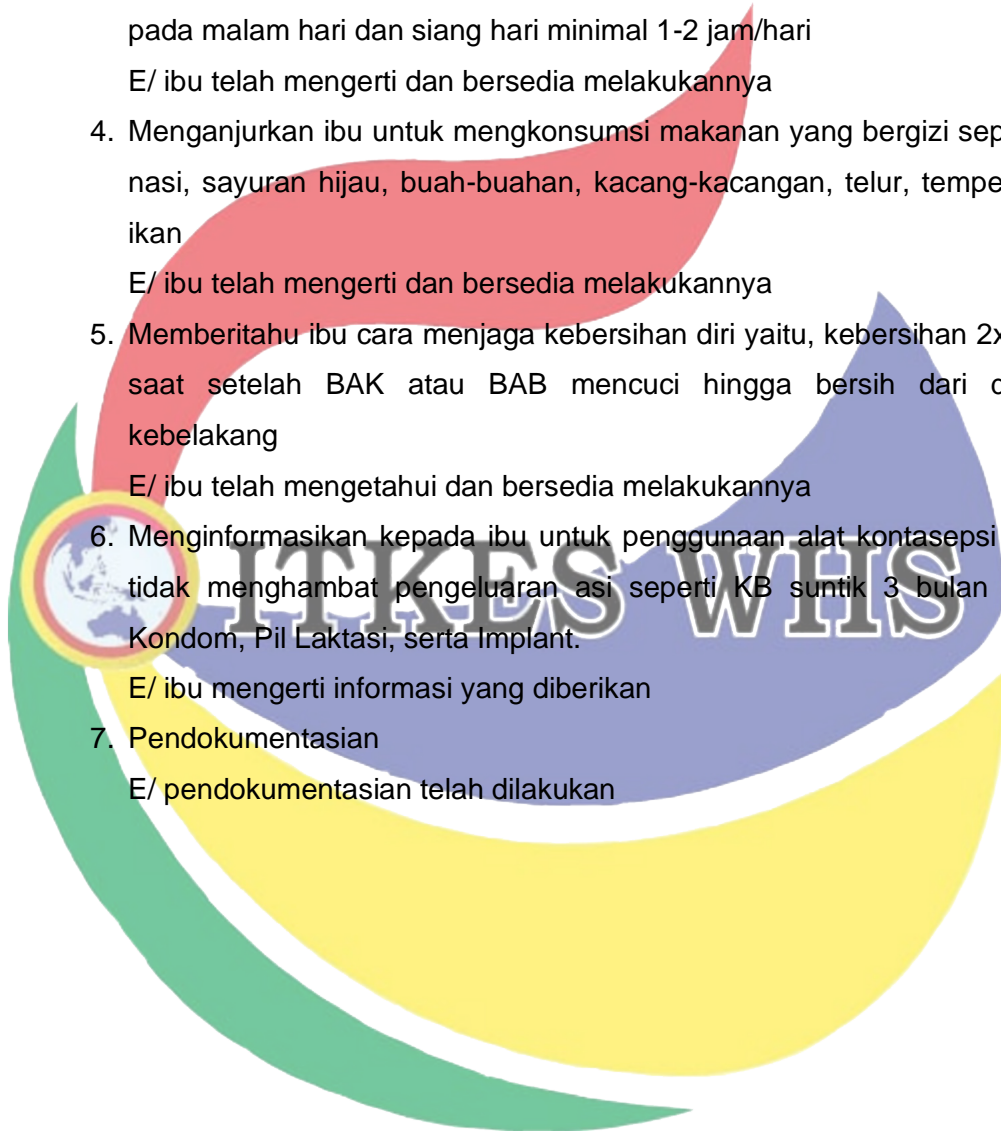 pada malam hari dan siang hari minimal 1-2 jam/hari
E/ ibu telah mengerti dan bersedia melakukannya
4. Menganjurkan ibu untuk mengkonsumsi makanan yang bergizi sep
nasi, sayuran hijau, buah-buahan, kacang-kacangan, telur, tempe
ikan
E/ ibu telah mengerti dan bersedia melakukannya
5. Memberitahu ibu cara menjaga kebersihan diri yaitu, kebersihan 2x
saat setelah BAK atau BAB mencuci hingga bersih dari d
kebelakang
E/ ibu telah mengetahui dan bersedia melakukannya
6. Menginformasikan kepada ibu untuk penggunaan alat kontasepsi
tidak menghambat pengeluaran asi seperti KB suntik 3 bulan
Kondom, Pil Laktasi, serta Implant.
E/ ibu mengerti informasi yang diberikan
7. Pendokumentasian
E/ pendokumentasian telah dilakukan
ITKES WHS